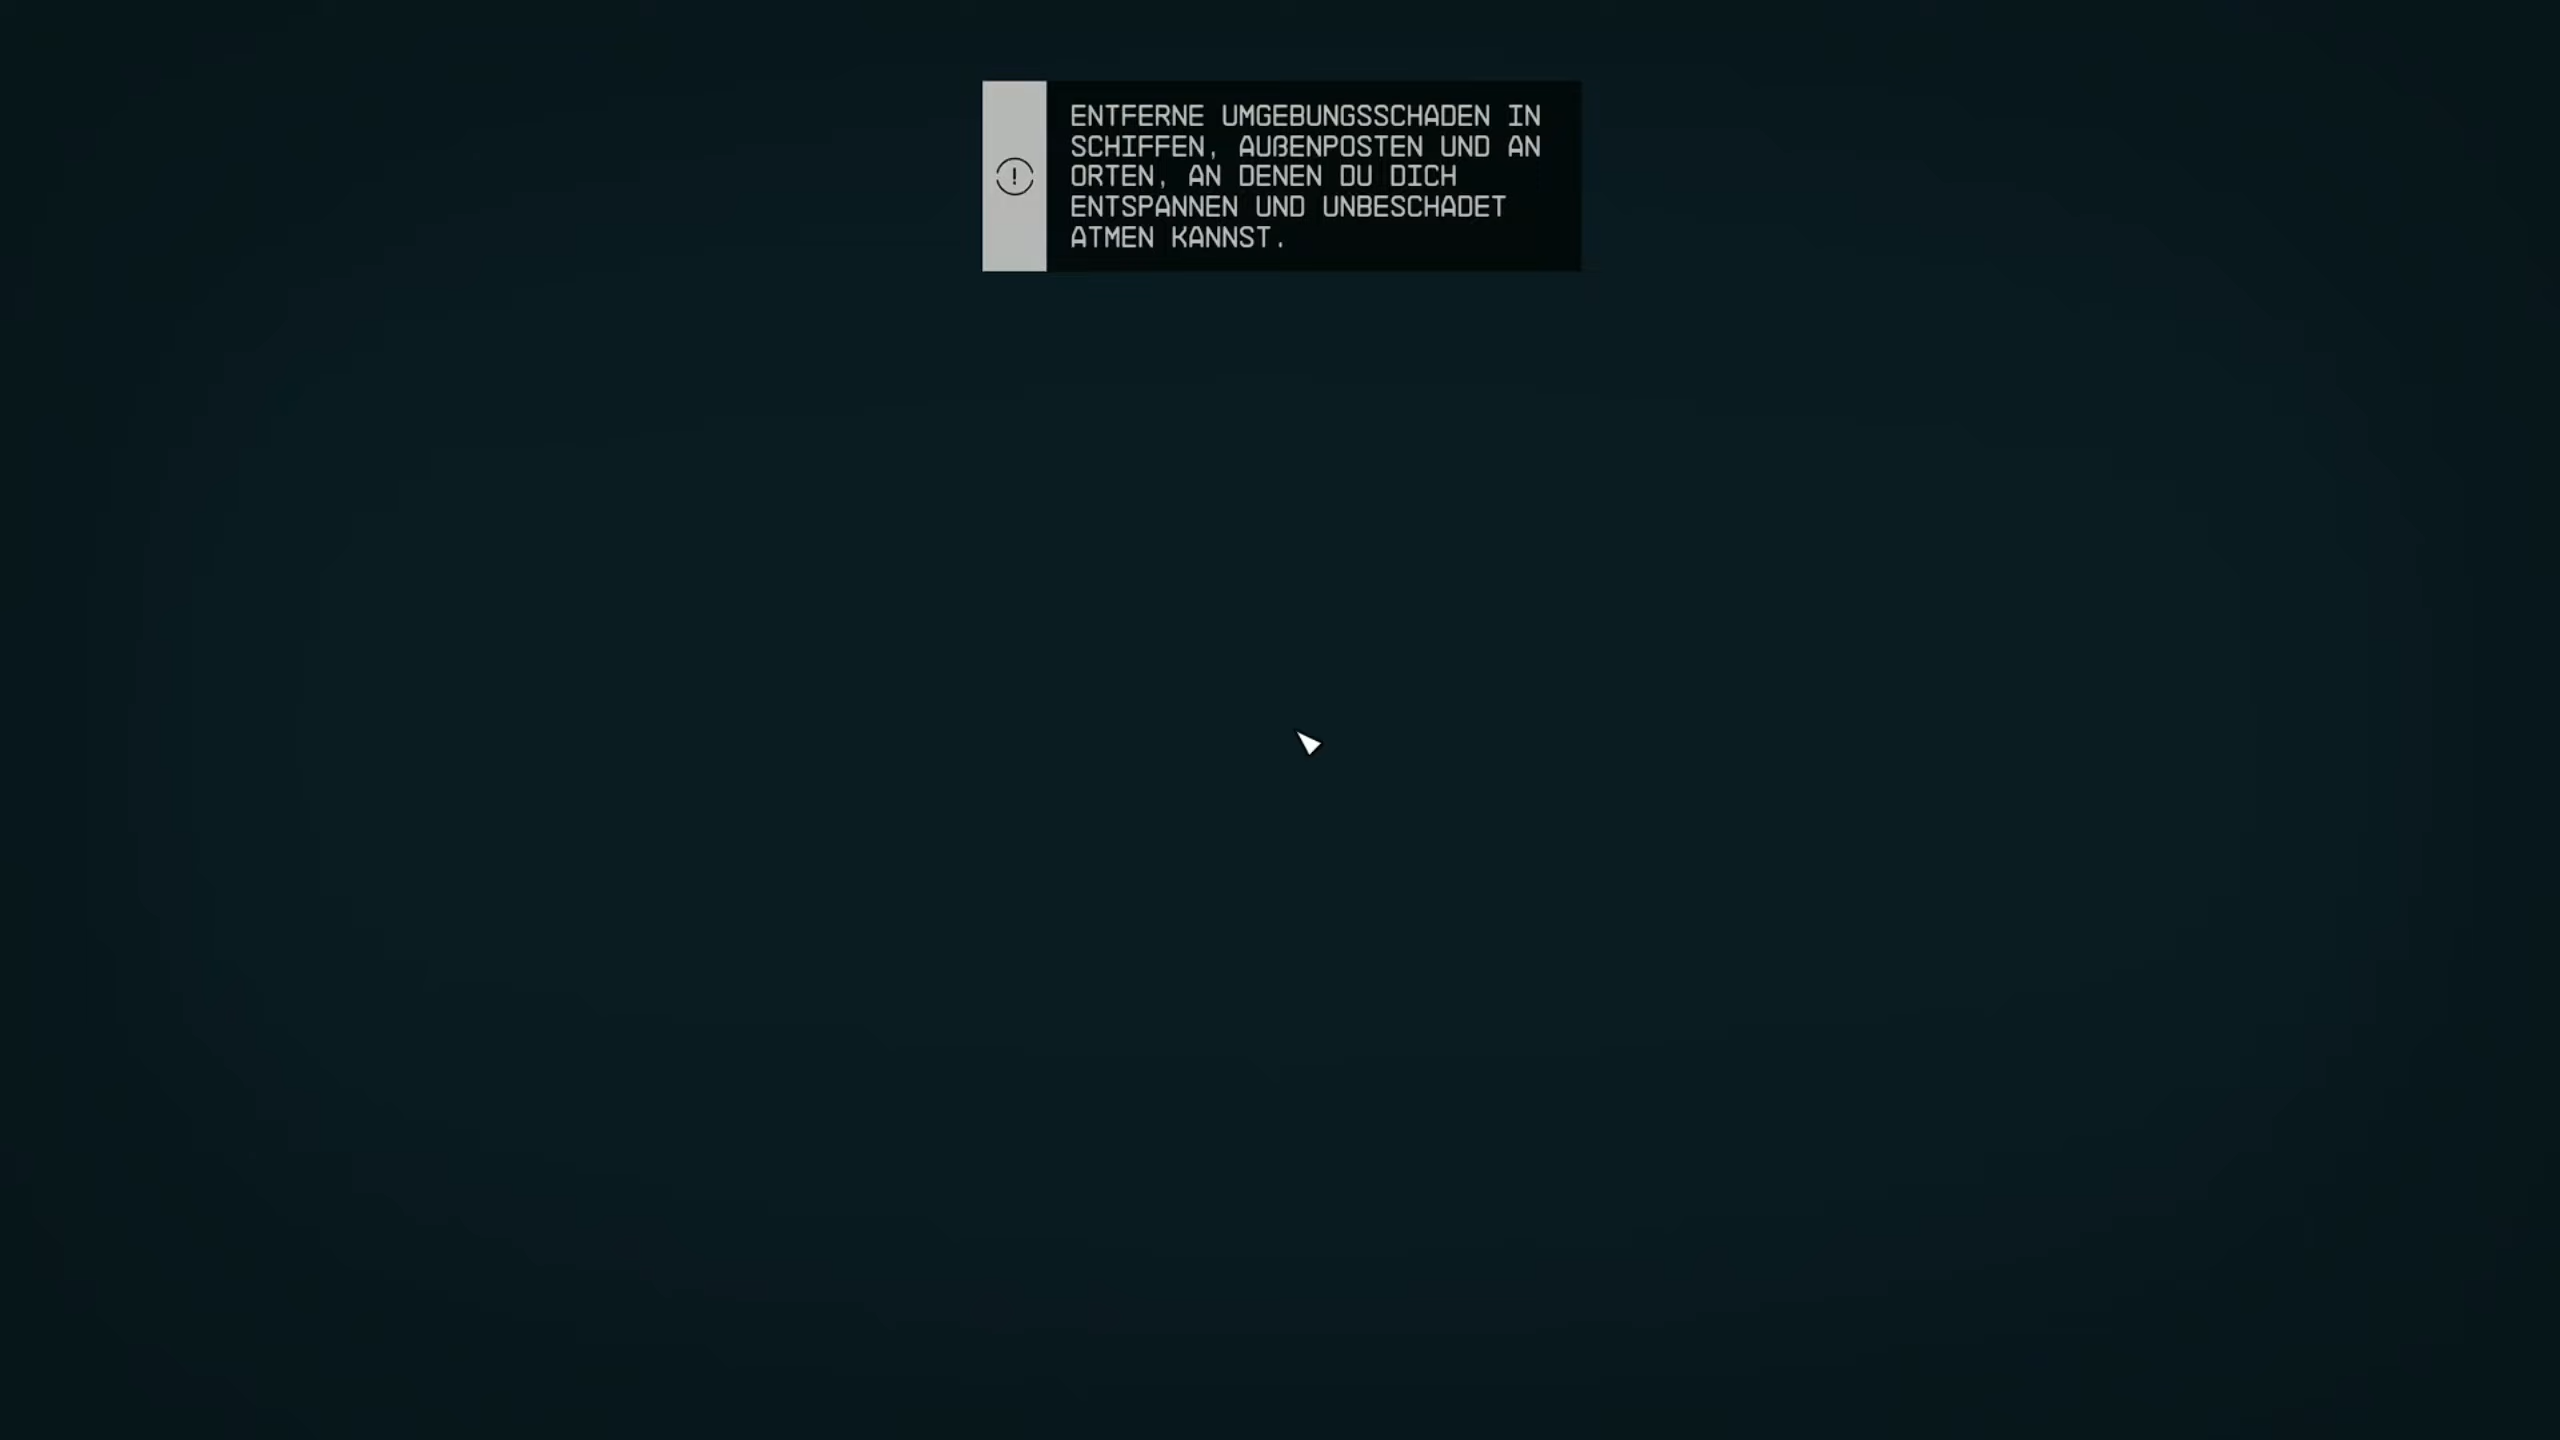 ENTFERNE UMGEBUNGSSCHADEN IN
SCHIFFEN, AUßENPOSTEN UND AN
ORTEN, AN DENEN DU DICH
ENTSPANNEN UND UNBESCHADET
ATMEN KANNST.